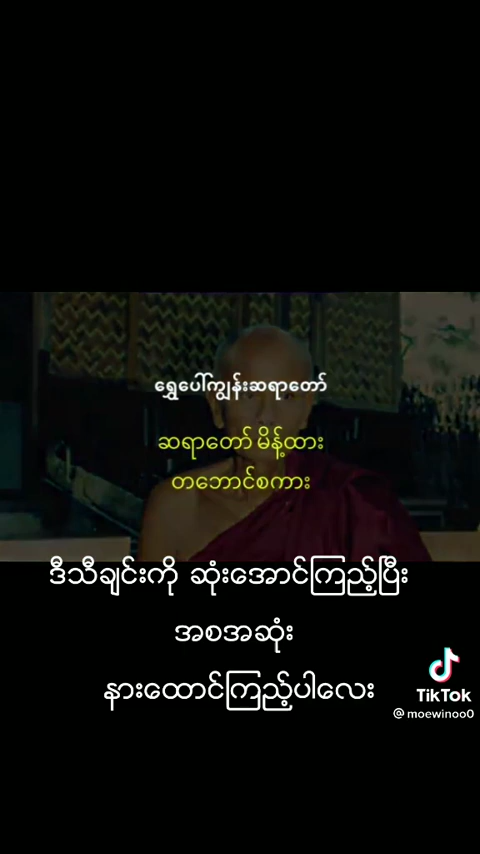 ရွှေပေါ်ကျွန်းဆရာတော်
ဆရာတော် မိန့်ထား
တဘောင်စကား
ဒီသီချင်းကို ဆုံးအောင်ကြည့်ပြီး
အစအဆုံး
နားထောင်ကြည့်ပါလေး
TikTok
@moewinoo0